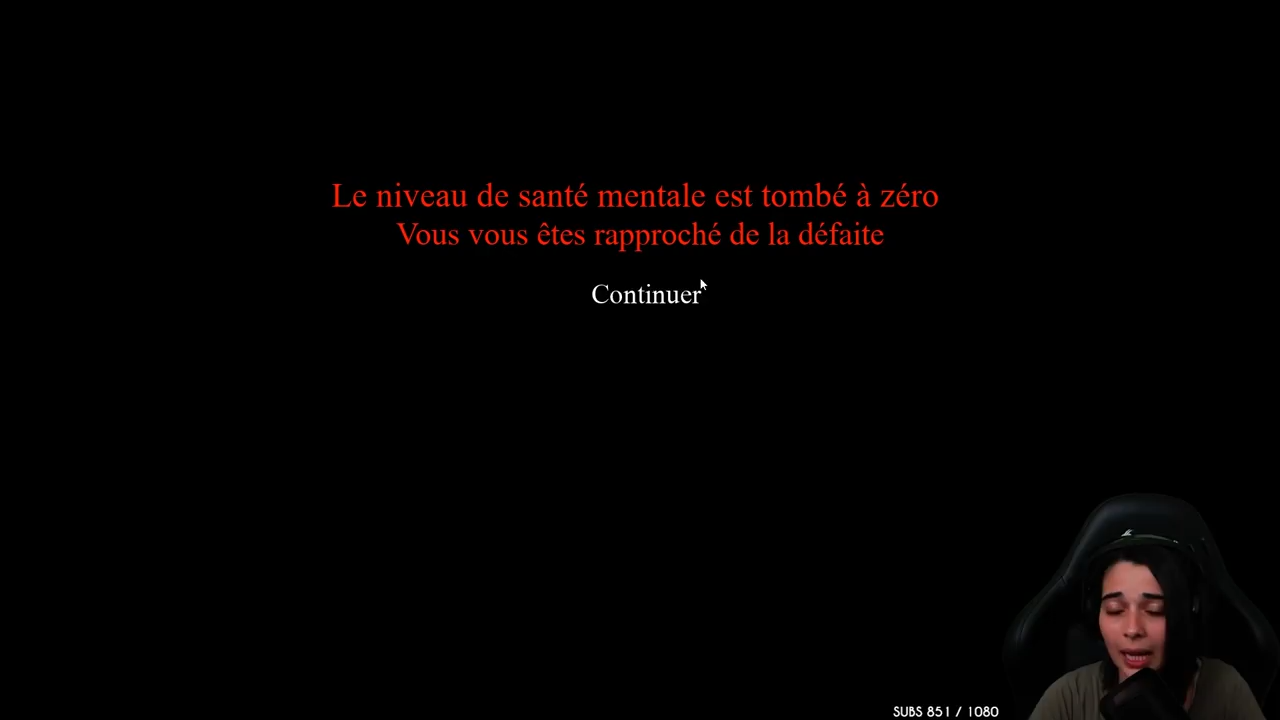 Le niveau de santé mentale est tombé à zéro
Vous vous êtes rapproché de la défaite
Continuer
SUBS 851 / 1080